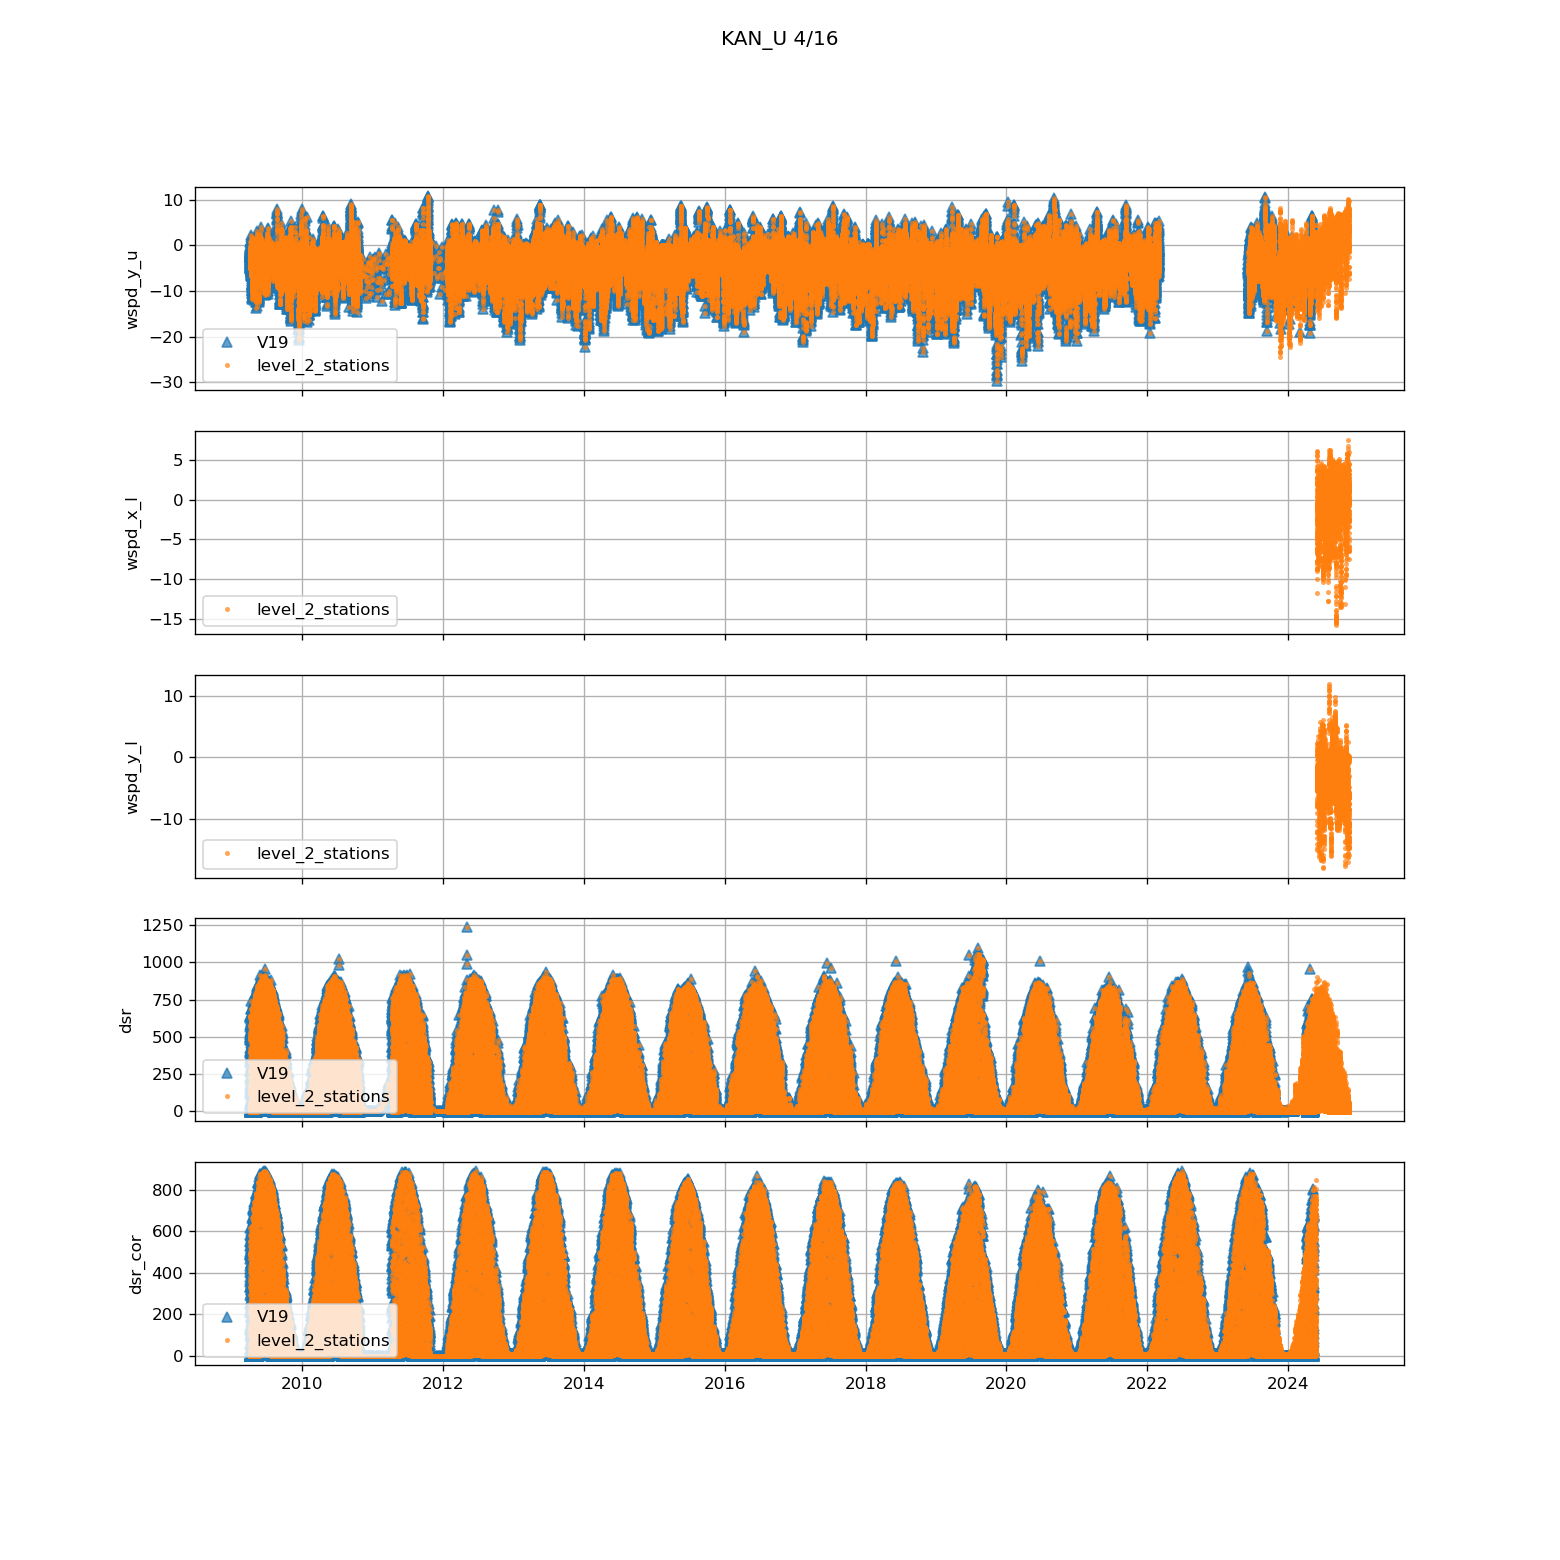 KAN_U 4/16
wspd_y_u
10
0
−10
−20
−30
V19
level_2_stations
wspd_x_l
5
0
−5
−10
−15
level_2_stations
wspd_y_l
10
0
−10
level_2_stations
dsr
1250
1000
750
500
250
0
V19
level_2_stations
dsr_cor
800
600
400
200
0
V19
level_2_stations
2010 2012 2014 2016 2018 2020 2022 2024